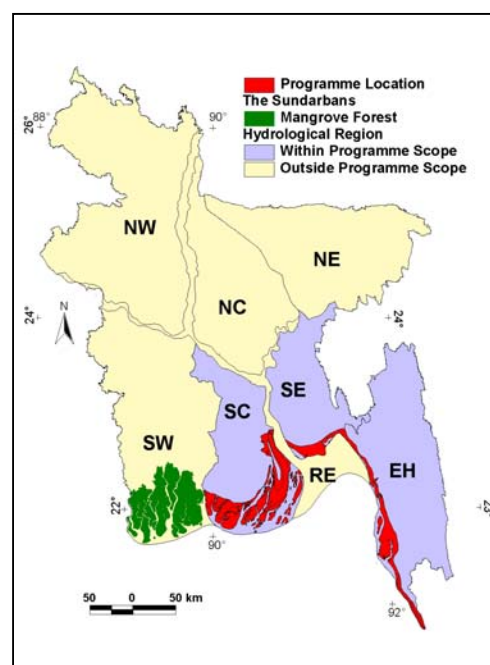 Programme Location
The Sundarbans
Mangrove Forest
Hydrological Region
Within Programme Scope
Outside Programme Scope
88°
26°
90°
NW
NE
NC
N
24°
24°
SE
SC
SW
RE
EH
22°
23°
90°
92°
50 0 50 km